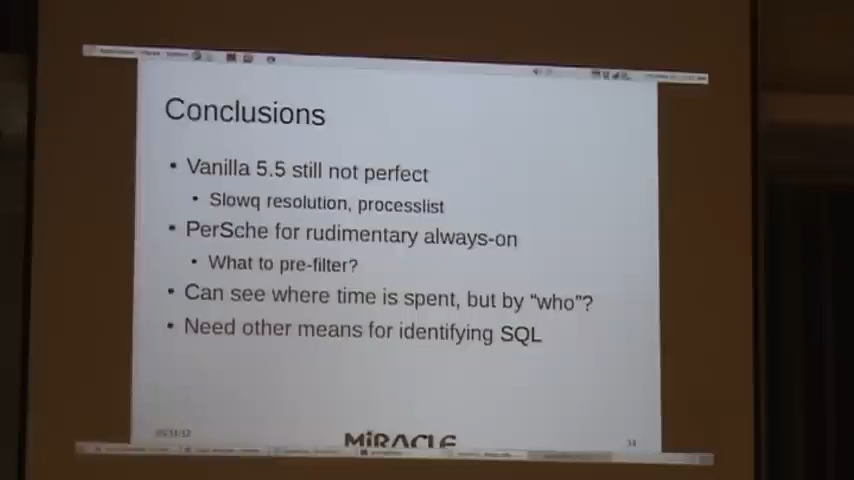 Conclusions
• Vanilla 5.5 still not perfect
• Slowq resolution, processlist
• PerSche for rudimentary always-on
• What to pre-filter?
• Can see where time is spent, but by "who"?
• Need other means for identifying SQL
MIRACLE